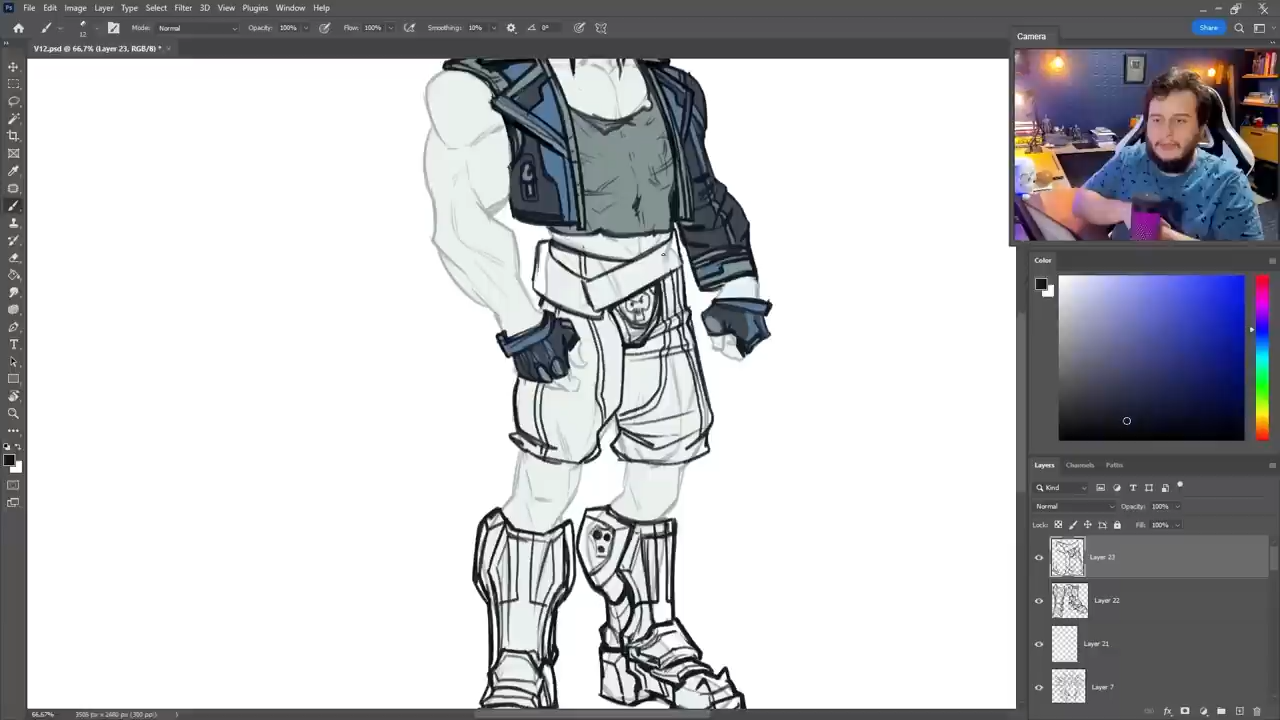 File Edit Image Layer Type Select Filter 3D View Plugins Window Help
Mode: Normal Opacity: 100% Flow: 100% Smoothing: 10% 0° Share
Camera
V12.psd @ 66,7% (Layer 23, RGB/8) *
Color
Layers Channels Paths
Kind
Normal Opacity: 100%
Lock: Fill: 100%
Layer 23
Layer 22
Layer 21
Layer 7
66,67%